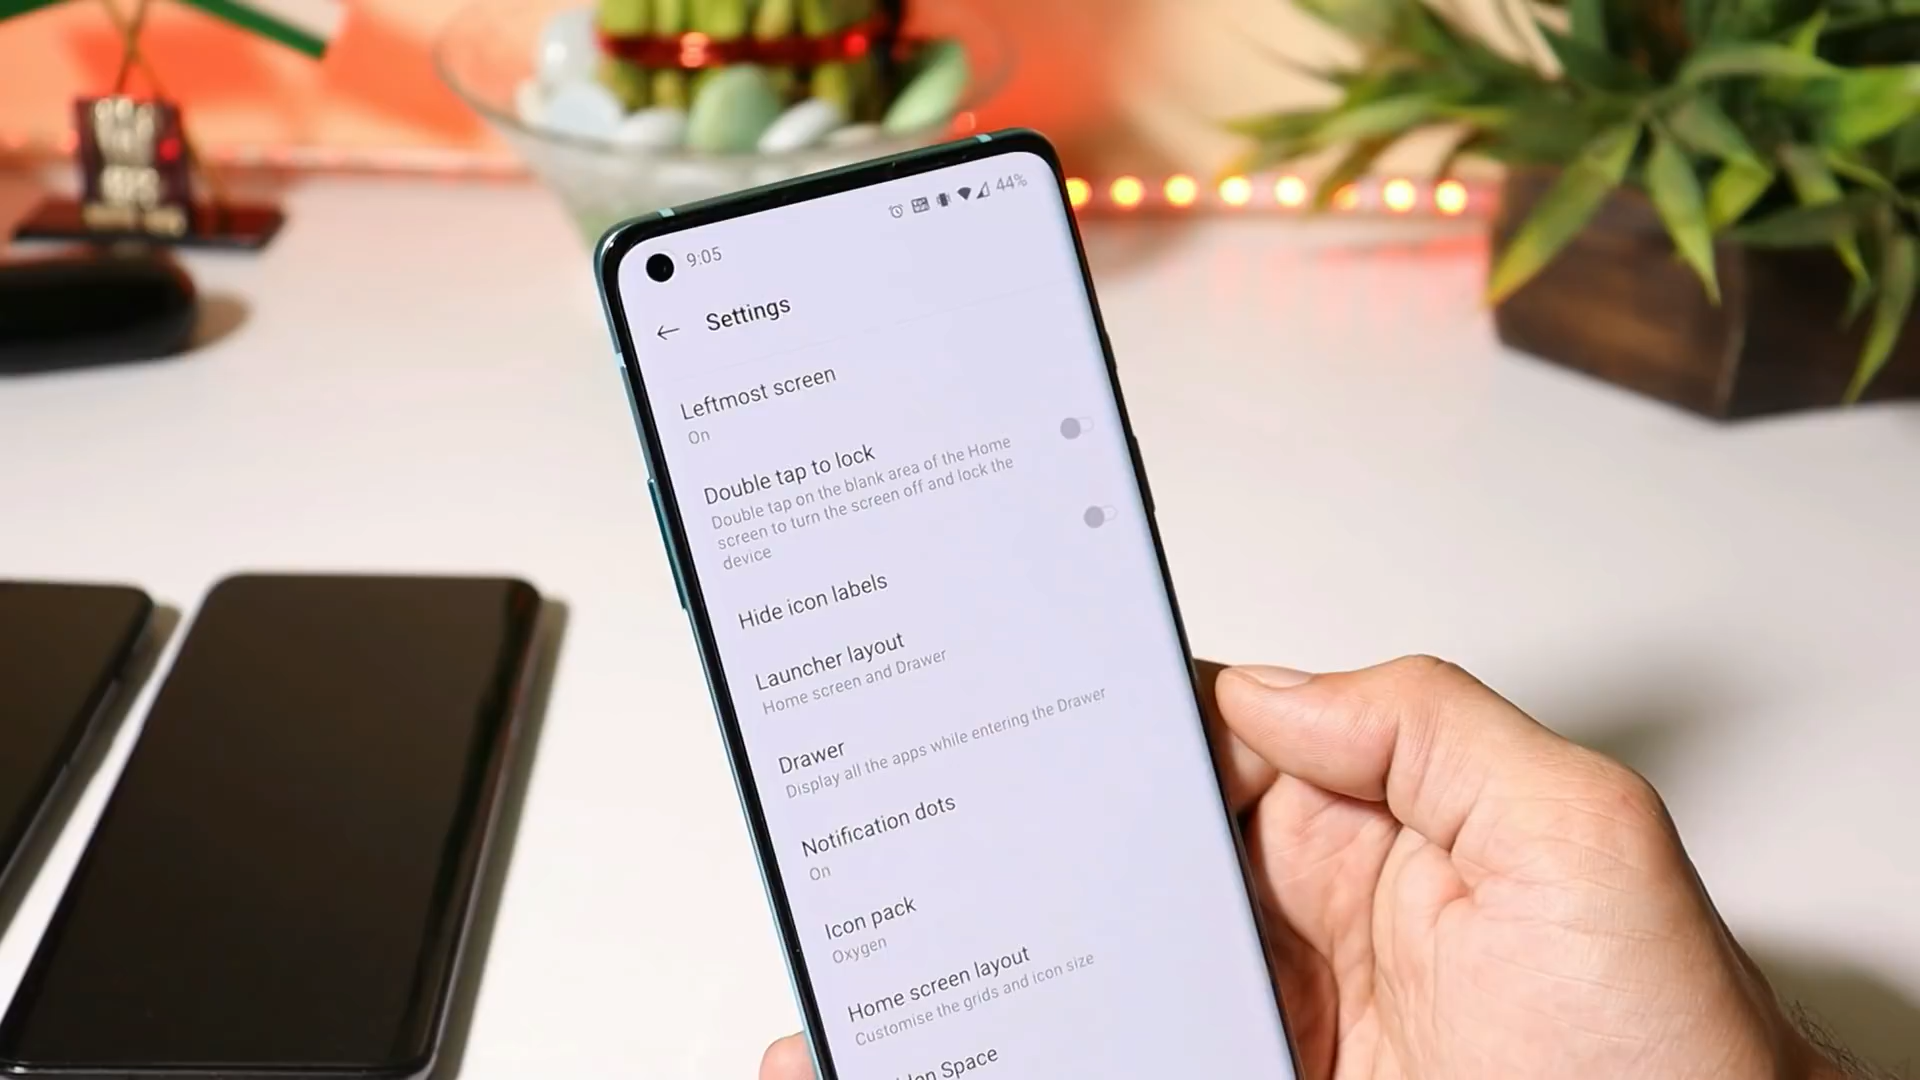 9:05
44%
Settings
Leftmost screen
On
Double tap to lock
Double tap on the blank area of the Home
screen to turn the screen off and lock the
device
Hide icon labels
Launcher layout
Home screen and Drawer
Drawer
Display all the apps while entering the Drawer
Notification dots
On
Icon pack
Oxygen
Home screen layout
Customise the grids and icon size
Space